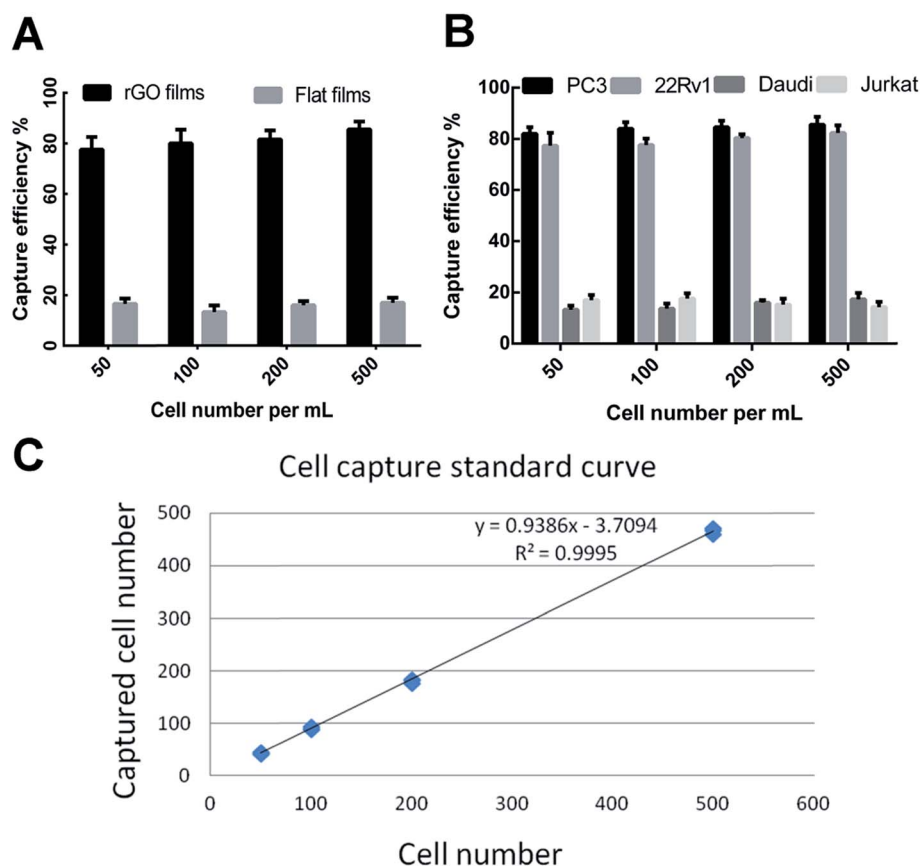 A
rGO films
Flat films
Capture efficiency %
100
80
60
40
20
0
50
100
200
500
Cell number per mL
B
PC3
22Rv1
Daudi
Jurkat
Capture efficiency %
100
80
60
40
20
0
50
100
200
500
Cell number per mL
C
Cell capture standard curve
y = 0.9386x - 3.7094
R² = 0.9995
Captured cell number
500
400
300
200
100
0
0
100
200
300
400
500
600
Cell number